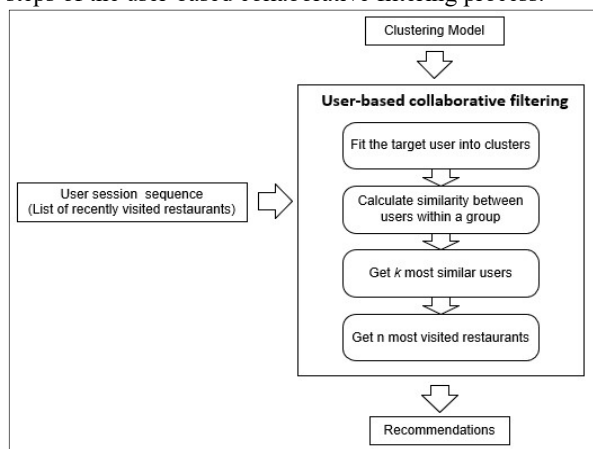 steps of the user-based collaborative filtering process.
Clustering Model
User-based collaborative filtering
Fit the target user into clusters
User session sequence
(List of recently visited restaurants)
Calculate similarity between
users within a group
Get k most similar users
Get n most visited restaurants
Recommendations